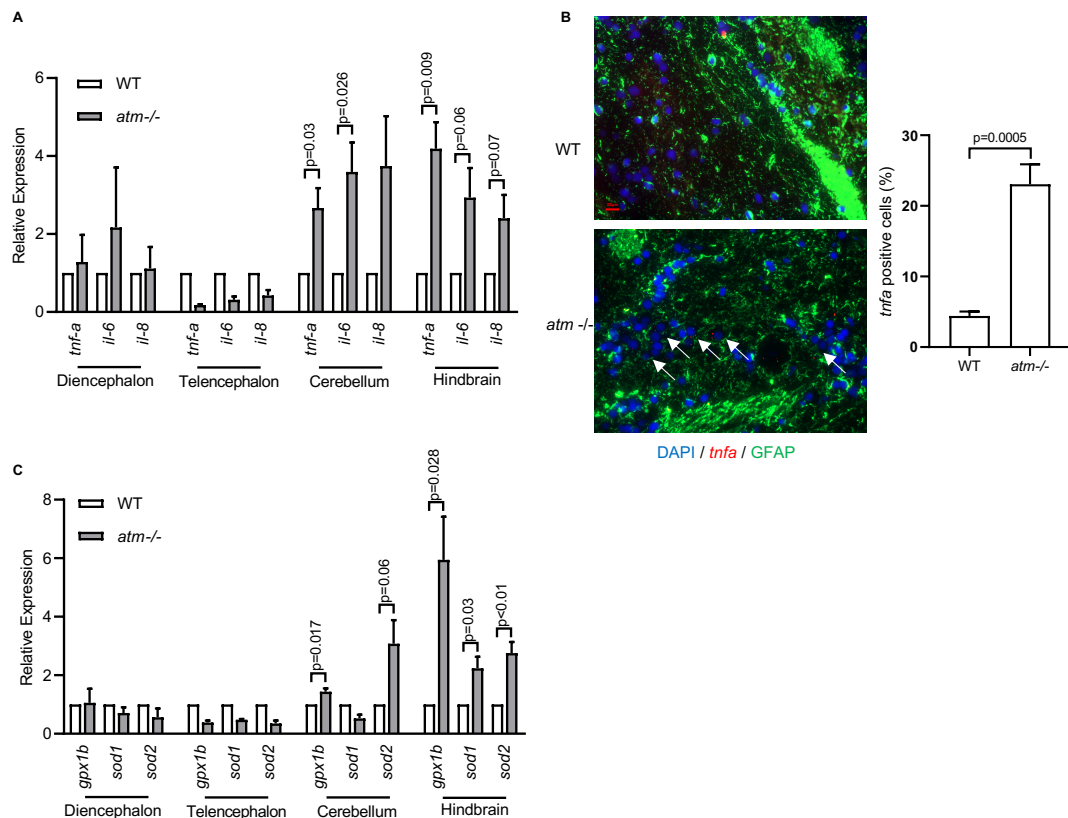 A
Relative Expression
6
4
2
0
WT
atm-/-
p=0.03
p=0.026
p=0.009
p=0.06
p=0.07
tnf-a
il-6
il-8
tnf-a
il-6
il-8
tnf-a
il-6
il-8
tnf-a
il-6
il-8
Diencephalon
Telencephalon
Cerebellum
Hindbrain
B
WT
atm -/-
DAPI / tnfa / GFAP
tnfa positive cells (%)
30
20
10
0
p=0.0005
WT
atm-/-
C
Relative Expression
8
6
4
2
0
WT
atm-/-
p=0.017
p=0.06
p=0.028
p=0.03
p<0.01
gpx1b
sod1
sod2
gpx1b
sod1
sod2
gpx1b
sod1
sod2
gpx1b
sod1
sod2
Diencephalon
Telencephalon
Cerebellum
Hindbrain